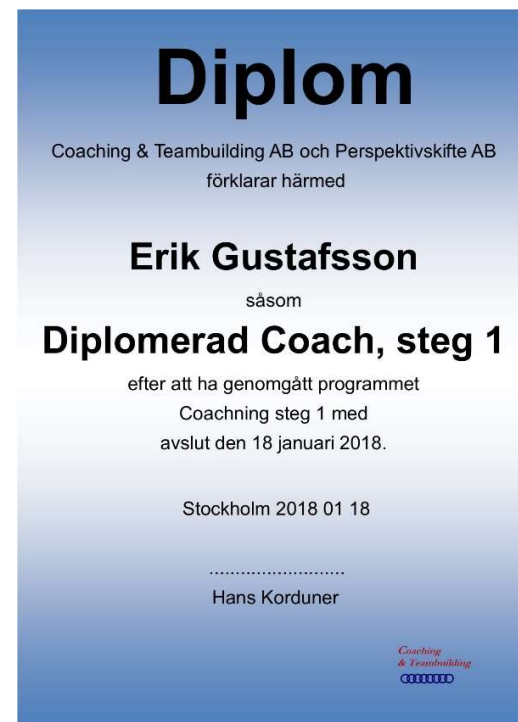 Diplom
Coaching & Teambuilding AB och Perspektivskifte AB
förklarar härmed
Erik Gustafsson
såsom
Diplomerad Coach, steg 1
efter att ha genomgått programmet
Coachning steg 1 med
avslut den 18 januari 2018.
Stockholm 2018 01 18
..........................
Hans Korduner
Coaching
& Teambuilding